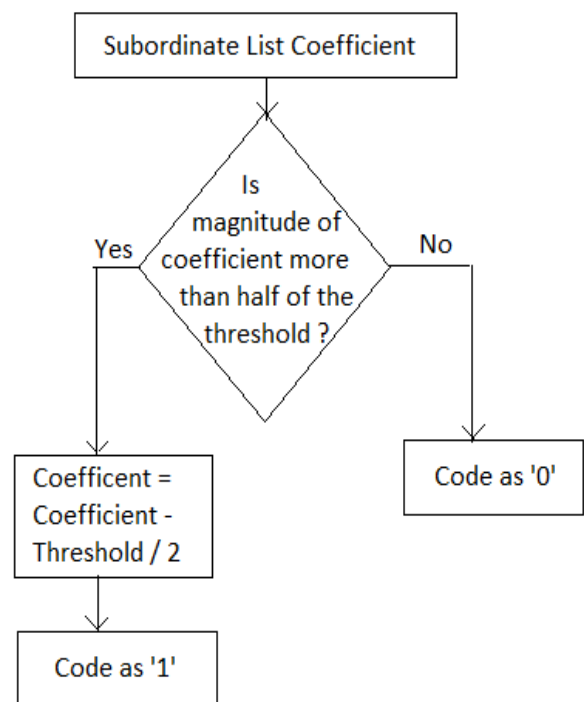 Subordinate List Coefficient
Is
magnitude of
coefficient more
than half of the
threshold ?
Yes
No
Coefficent =
Coefficient -
Threshold / 2
Code as '0'
Code as '1'